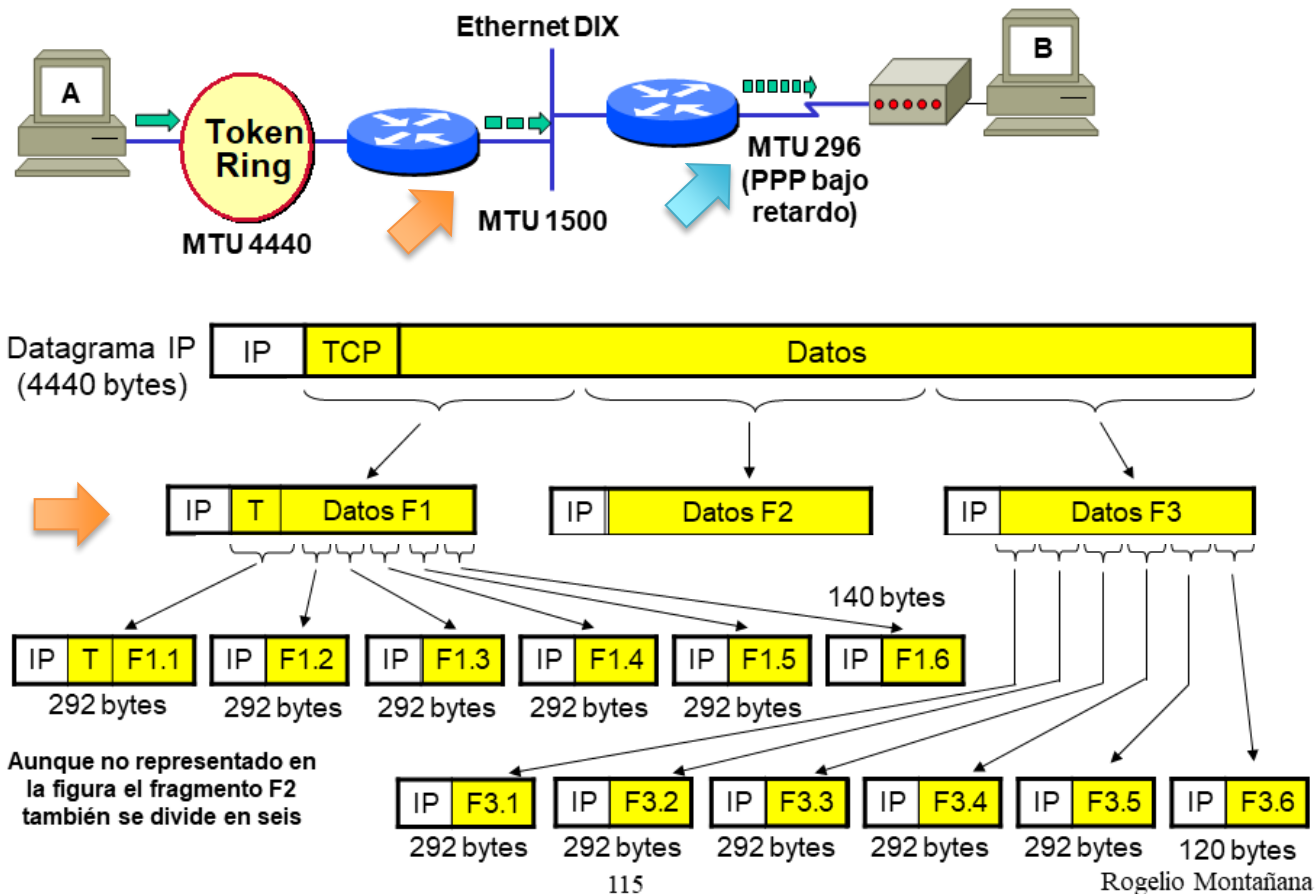 Ethernet DIX
A
B
Token
Ring
MTU 4440
MTU 1500
MTU 296
(PPP bajo
retardo)
Datagrama IP
(4440 bytes)
IP TCP Datos
IP T Datos F1
IP Datos F2
IP Datos F3
140 bytes
IP T F1.1
IP F1.2
IP F1.3
IP F1.4
IP F1.5
IP F1.6
292 bytes
292 bytes
292 bytes
292 bytes
292 bytes
Aunque no representado en
la figura el fragmento F2
también se divide en seis
IP F3.1
IP F3.2
IP F3.3
IP F3.4
IP F3.5
IP F3.6
292 bytes
292 bytes
292 bytes
292 bytes
292 bytes
120 bytes
115
Rogelio Montañana